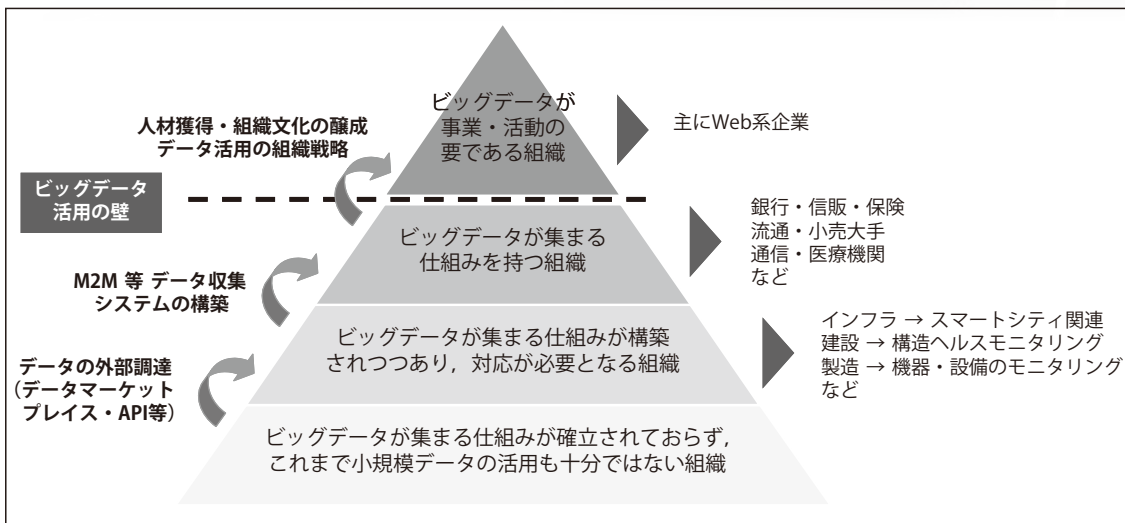 ビッグデータが
事業・活動の
要である組織
主にWeb系企業
人材獲得・組織文化の醸成
データ活用の組織戦略
ビッグデータ
活用の壁
ビッグデータが集まる
仕組みを持つ組織
銀行・信販・保険
流通・小売大手
通信・医療機関
など
M2M 等 データ収集
システムの構築
ビッグデータが集まる仕組みが構築
されつつあり，対応が必要となる組織
インフラ → スマートシティ関連
建設 → 構造ヘルスモニタリング
製造 → 機器・設備のモニタリング
など
データの外部調達
（データマーケット
プレイス・API等）
ビッグデータが集まる仕組みが確立されておらず，
これまで小規模データの活用も十分ではない組織